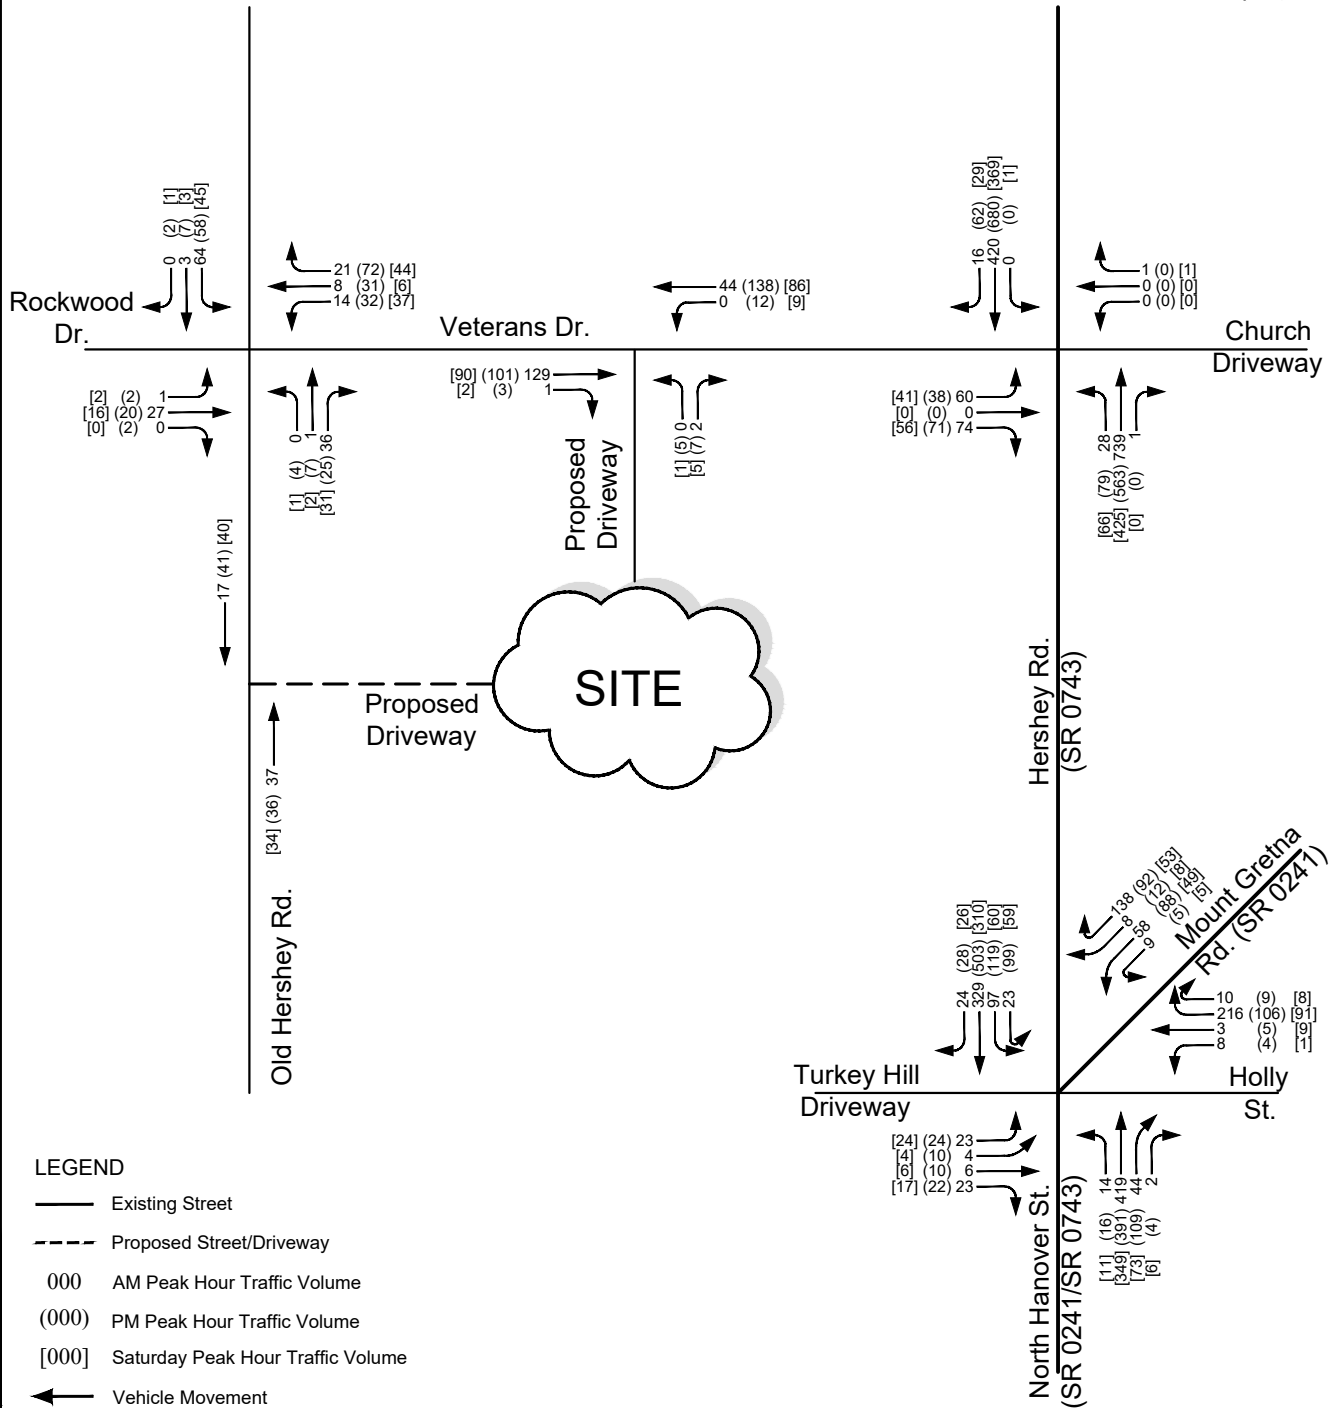 0 (2) [1]
3 (7) [3]
64 (58) [45]
21 (72) [44]
8 (31) [6]
14 (32) [37]
Rockwood
Dr.
Veterans Dr.
44 (138) [86]
0 (12) [9]
16 (62) [29]
420 (680) [369]
0 (0) [1]
1 (0) [1]
0 (0) [0]
0 (0) [0]
Church
Driveway
[2] (2) 1
[16] (20) 27
[0] (2) 0
[1] (4) 0
[2] (7) 1
[31] (25) 36
[90] (101) 129
[2] (3) 1
[1] (5) 0
[5] (7) 2
[41] (38) 60
[0] (0) 0
[56] (71) 74
[66] (79) 28
[425] (563) 739
[0] (0) 1
Proposed
Driveway
17 (41) [40]
SITE
Proposed
Driveway
Hershey Rd.
(SR 0743)
[34] (36) 37
Old Hershey Rd.
138 (92) [53]
8 (12) [8]
58 (88) [49]
9 (5) [5]
Mount Gretna
Rd. (SR 0241)
24 (28) [26]
329 (503) [310]
97 (119) [60]
23 (99) [59]
10 (9) [8]
216 (106) [91]
3 (5) [9]
8 (4) [1]
Turkey Hill
Driveway
Holly
St.
[24] (24) 23
[4] (10) 4
[6] (10) 6
[17] (22) 23
[11] (16) 14
[349] (391) 419
[73] (109) 44
[6] (4) 2
North Hanover St.
(SR 0241/SR 0743)
LEGEND
Existing Street
Proposed Street/Driveway
000 AM Peak Hour Traffic Volume
(000) PM Peak Hour Traffic Volume
[000] Saturday Peak Hour Traffic Volume
Vehicle Movement